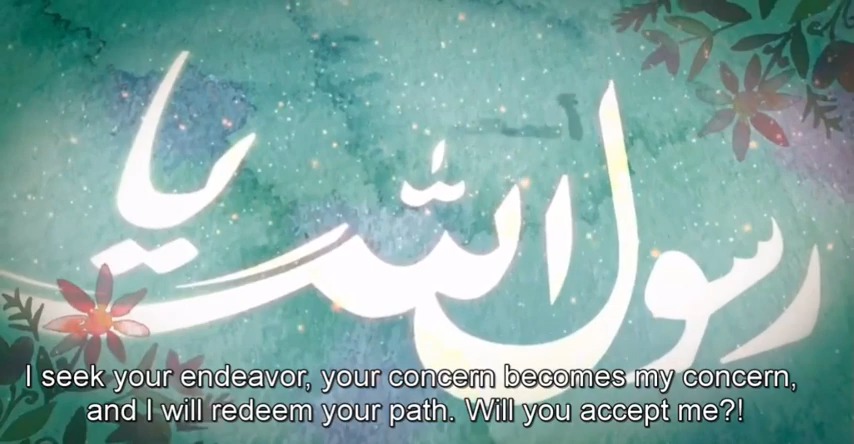 يا رسول الله
I seek your endeavor, your concern becomes my concern,
and I will redeem your path. Will you accept me?!